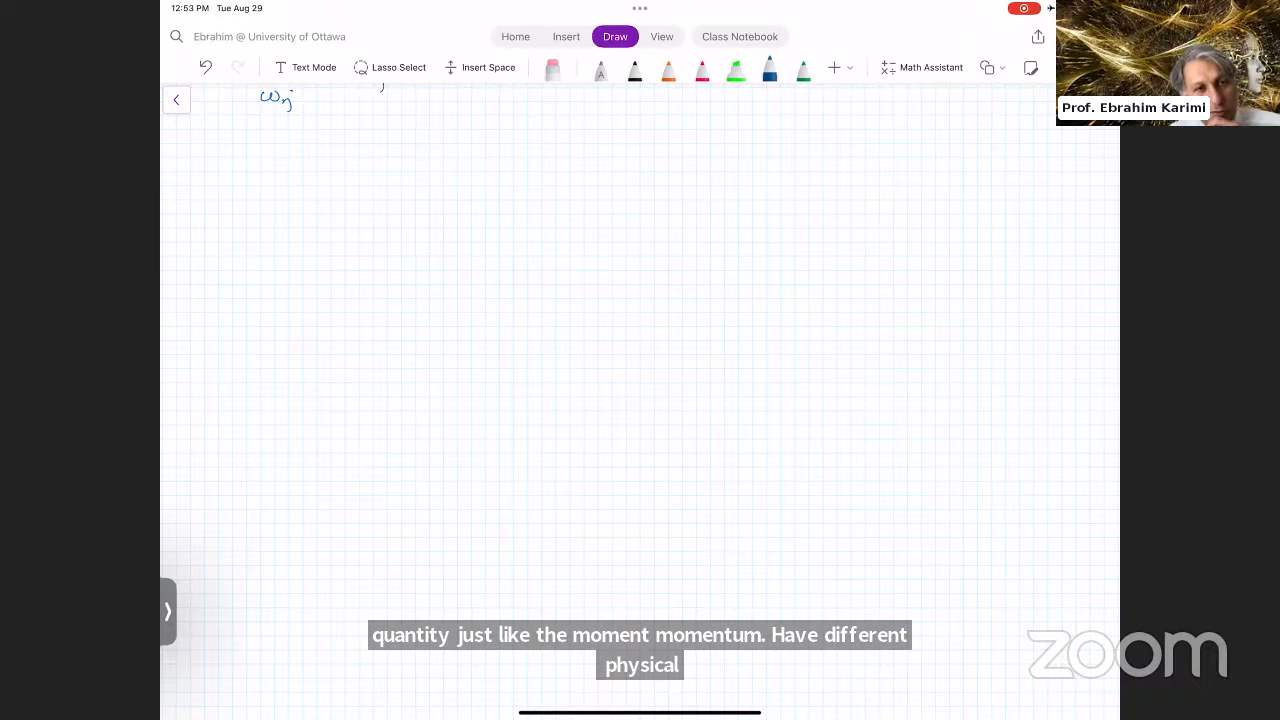 12:53 PM Tue Aug 29
Ebrahim @ University of Ottawa
Home Insert Draw View Class Notebook
Text Mode Lasso Select Insert Space A Math Assistant
Prof. Ebrahim Karimi
quantity just like the moment momentum. Have different
physical
zoom